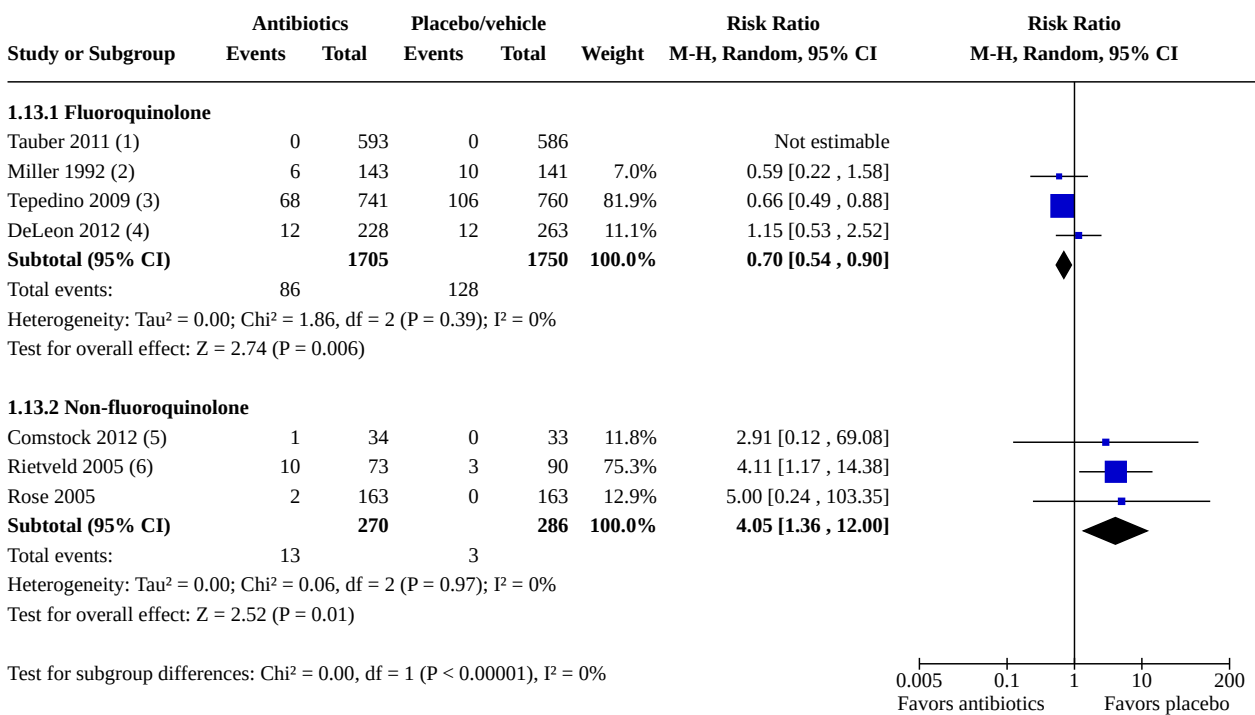 Antibiotics Placebo/vehicle Risk Ratio Risk Ratio
Study or Subgroup Events Total Events Total Weight M-H, Random, 95% CI M-H, Random, 95% CI
1.13.1 Fluoroquinolone
Tauber 2011 (1) 0 593 0 586 Not estimable
Miller 1992 (2) 6 143 10 141 7.0% 0.59 [0.22 , 1.58]
Tepedino 2009 (3) 68 741 106 760 81.9% 0.66 [0.49 , 0.88]
DeLeon 2012 (4) 12 228 12 263 11.1% 1.15 [0.53 , 2.52]
Subtotal (95% CI) 1705 1750 100.0% 0.70 [0.54 , 0.90]
Total events: 86 128
Heterogeneity: Tau² = 0.00; Chi² = 1.86, df = 2 (P = 0.39); I² = 0%
Test for overall effect: Z = 2.74 (P = 0.006)
1.13.2 Non-fluoroquinolone
Comstock 2012 (5) 1 34 0 33 11.8% 2.91 [0.12 , 69.08]
Rietveld 2005 (6) 10 73 3 90 75.3% 4.11 [1.17 , 14.38]
Rose 2005 2 163 0 163 12.9% 5.00 [0.24 , 103.35]
Subtotal (95% CI) 270 286 100.0% 4.05 [1.36 , 12.00]
Total events: 13 3
Heterogeneity: Tau² = 0.00; Chi² = 0.06, df = 2 (P = 0.97); I² = 0%
Test for overall effect: Z = 2.52 (P = 0.01)
Test for subgroup differences: Chi² = 0.00, df = 1 (P < 0.00001), I² = 0%
0.005 0.1 1 10 200
Favors antibiotics Favors placebo